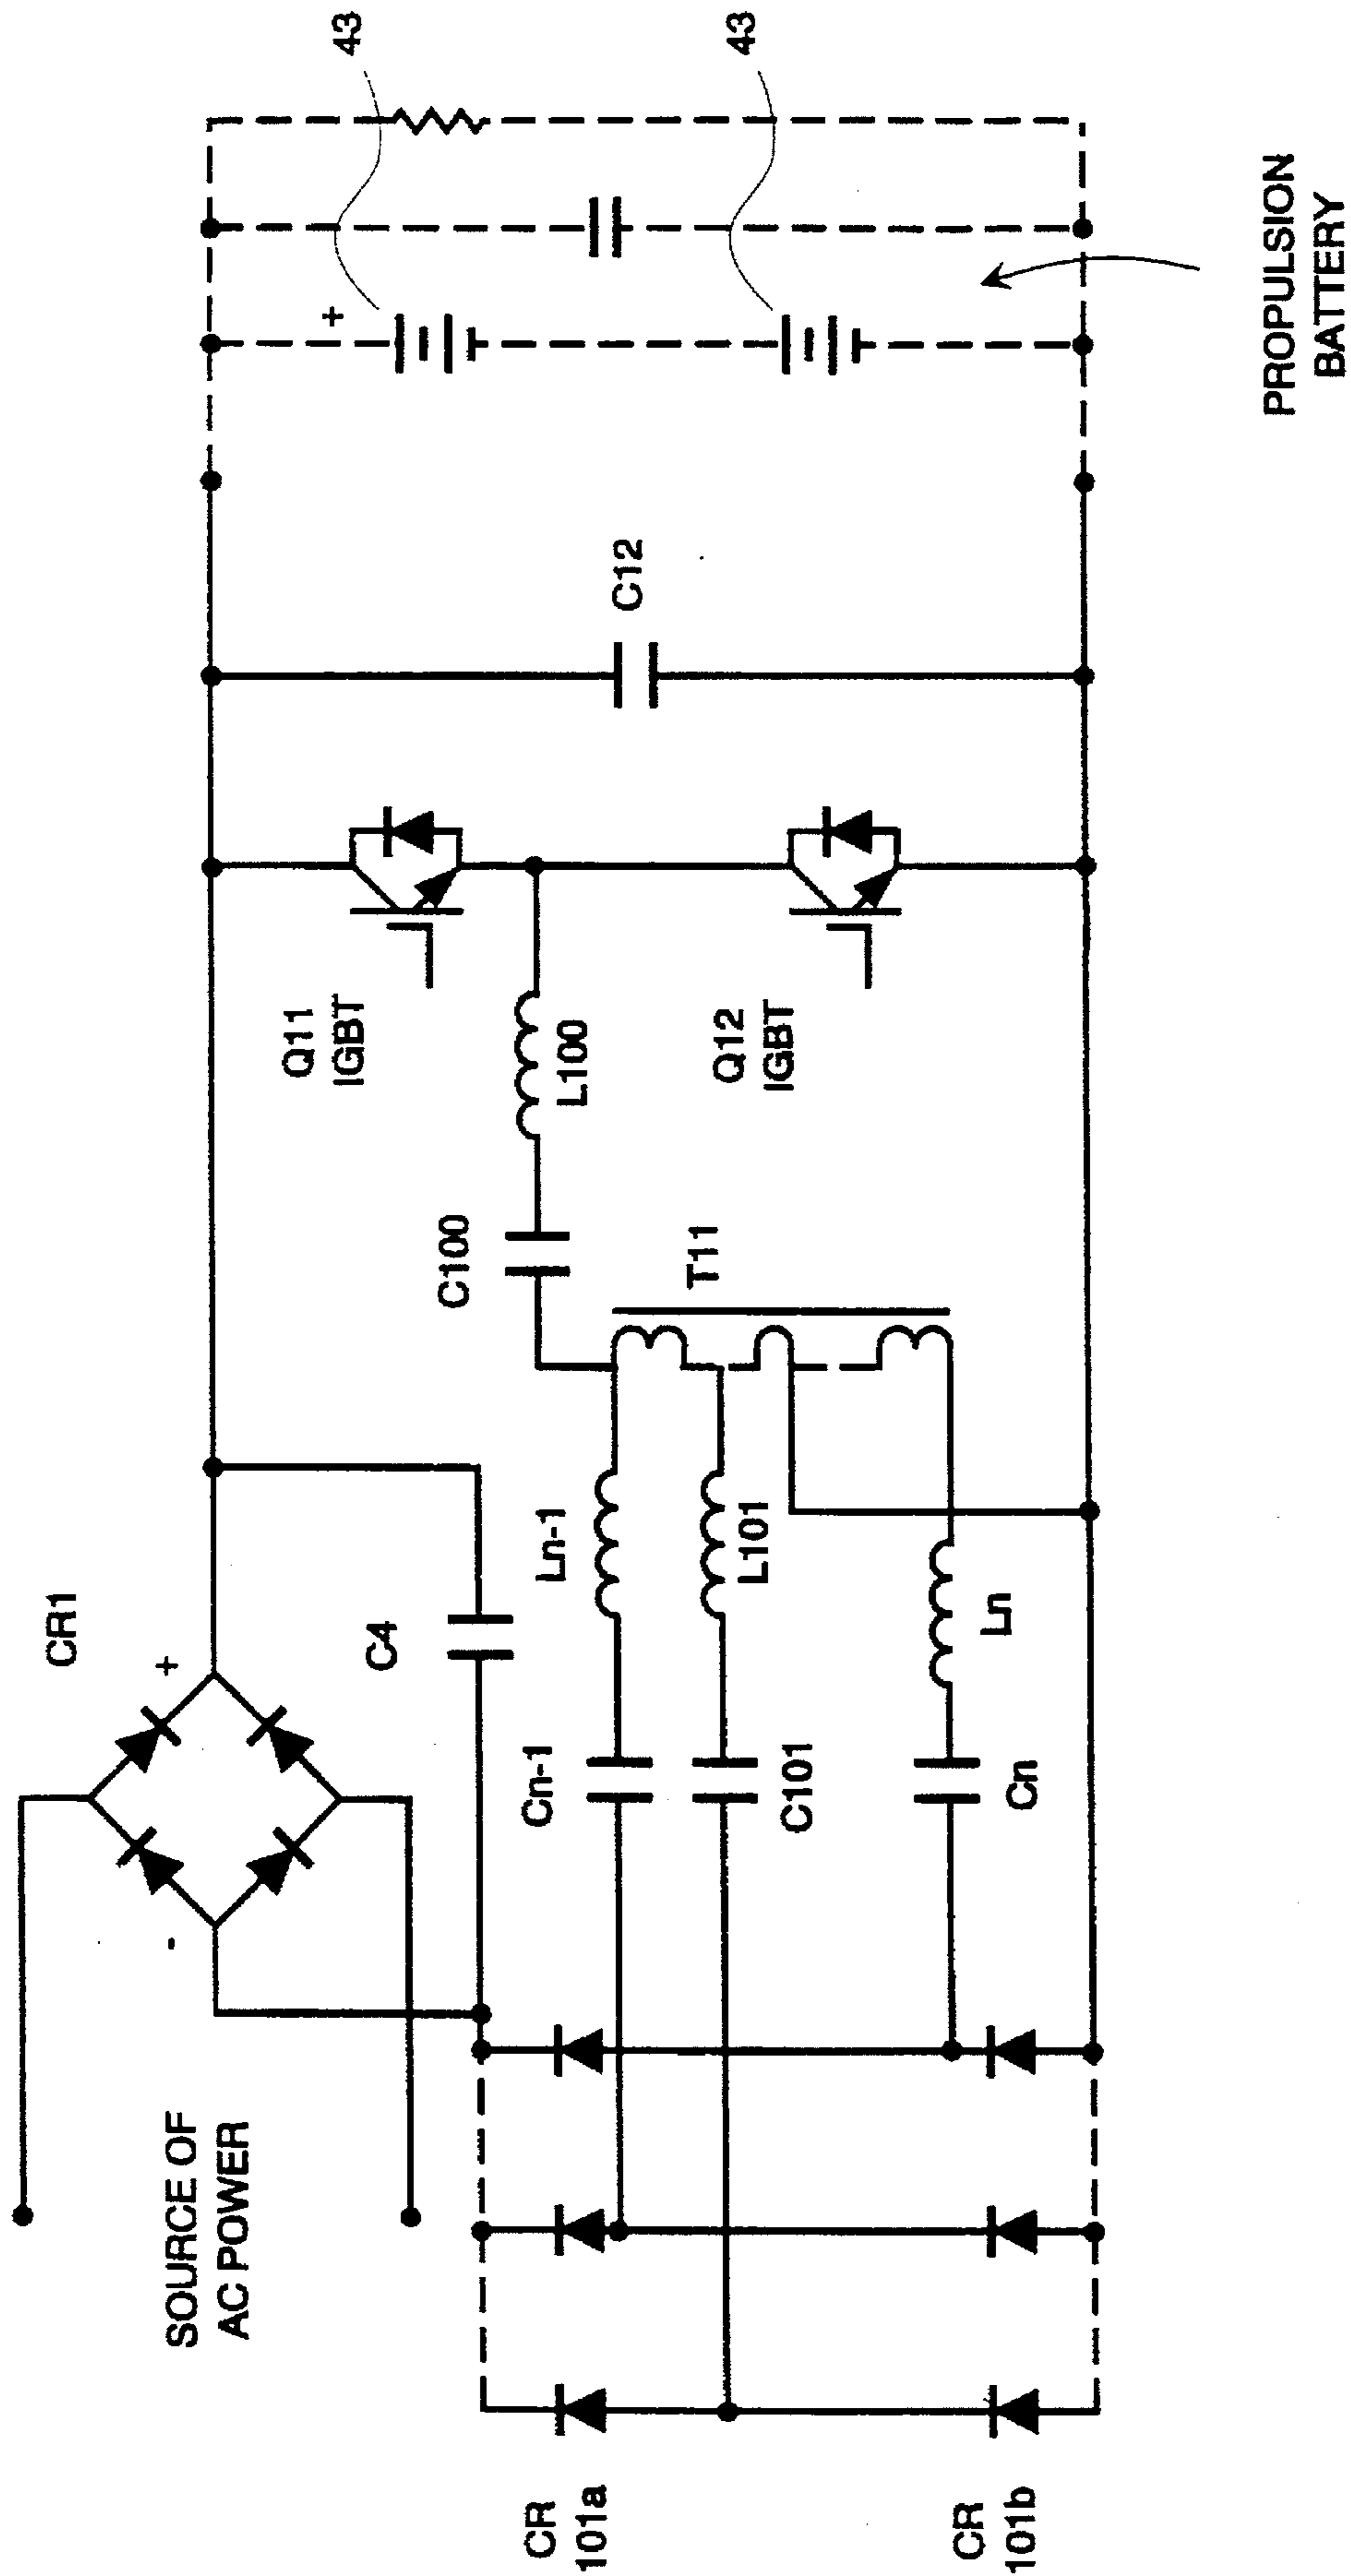 SOURCE OF
AC POWER
CR1
+
-
C4
CR
101a
CR
101b
Cn-1
C101
Cn
Ln-1
L101
Ln
T11
C100
L100
Q11
IGBT
Q12
IGBT
C12
+
43
43
PROPULSION
BATTERY